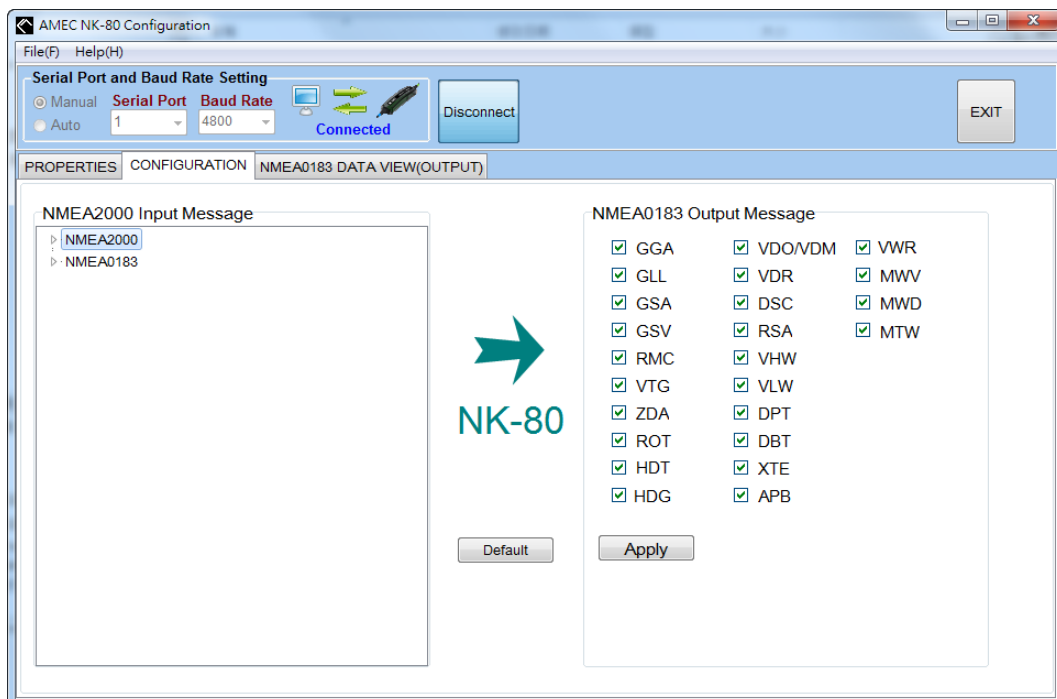 AMEC NK-80 Configuration
File(F) Help(H)
Serial Port and Baud Rate Setting
Manual Serial Port Baud Rate
Auto 1 4800
Connected
Disconnect
EXIT
PROPERTIES CONFIGURATION NMEA0183 DATA VIEW(OUTPUT)
NMEA2000 Input Message
NMEA2000
NMEA0183
NK-80
Default
NMEA0183 Output Message
GGA VDO/VDM VWR
GLL VDR MWV
GSA DSC MWD
GSV RSA MTW
RMC VHW
VTG VLW
ZDA DPT
ROT DBT
HDT XTE
HDG APB
Apply